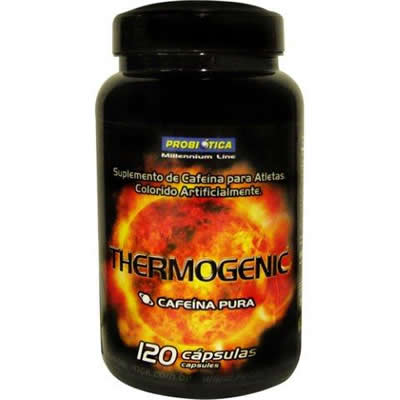 PROBIÓTICA
Millennium Line
Suplemento de Cafeína para Atletas
Colorido Artificialmente.
THERMOGENIC
CAFEÍNA PURA
120 cápsulas
capsules